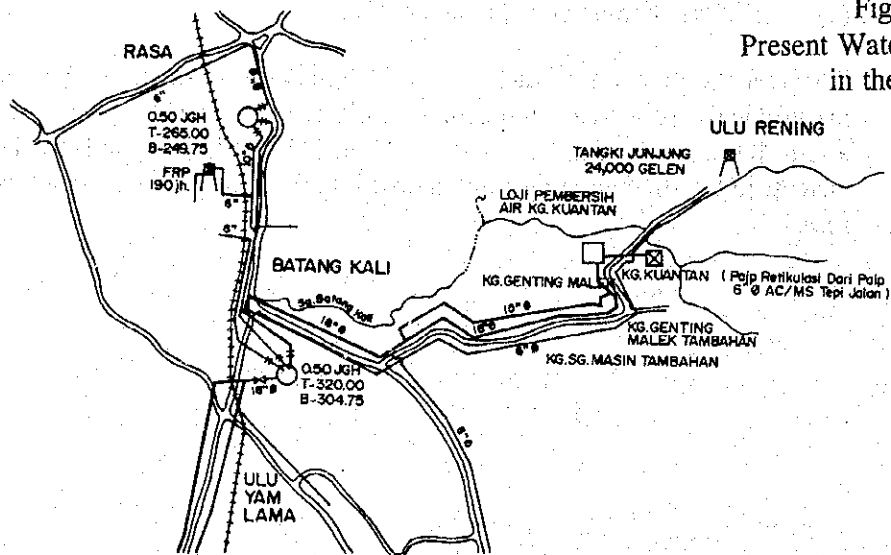 Fig
Present Wate
in the
RASA
6"
0.50 JGH
T-265.00
B-249.75
FRP
190 jh.
6"
6"
ULU RENING
TANGKI JUNJUNG
24,000 GELEN
LOJI PEMBERSIH
AIR KG. KUANTAN
BATANG KALI
KG. GENTING MALEK
KG. KUANTAN
( Paip Retikulasi Dari Paip
6" Ø AC/MS Tepi Jalan )
Sg. Batang Kali
18" Ø
10" Ø
6" Ø
KG. GENTING
MALEK TAMBAHAN
KG. SG. MASIN TAMBAHAN
0.50 JGH
T-320.00
B-304.75
ULU
YAM
LAMA